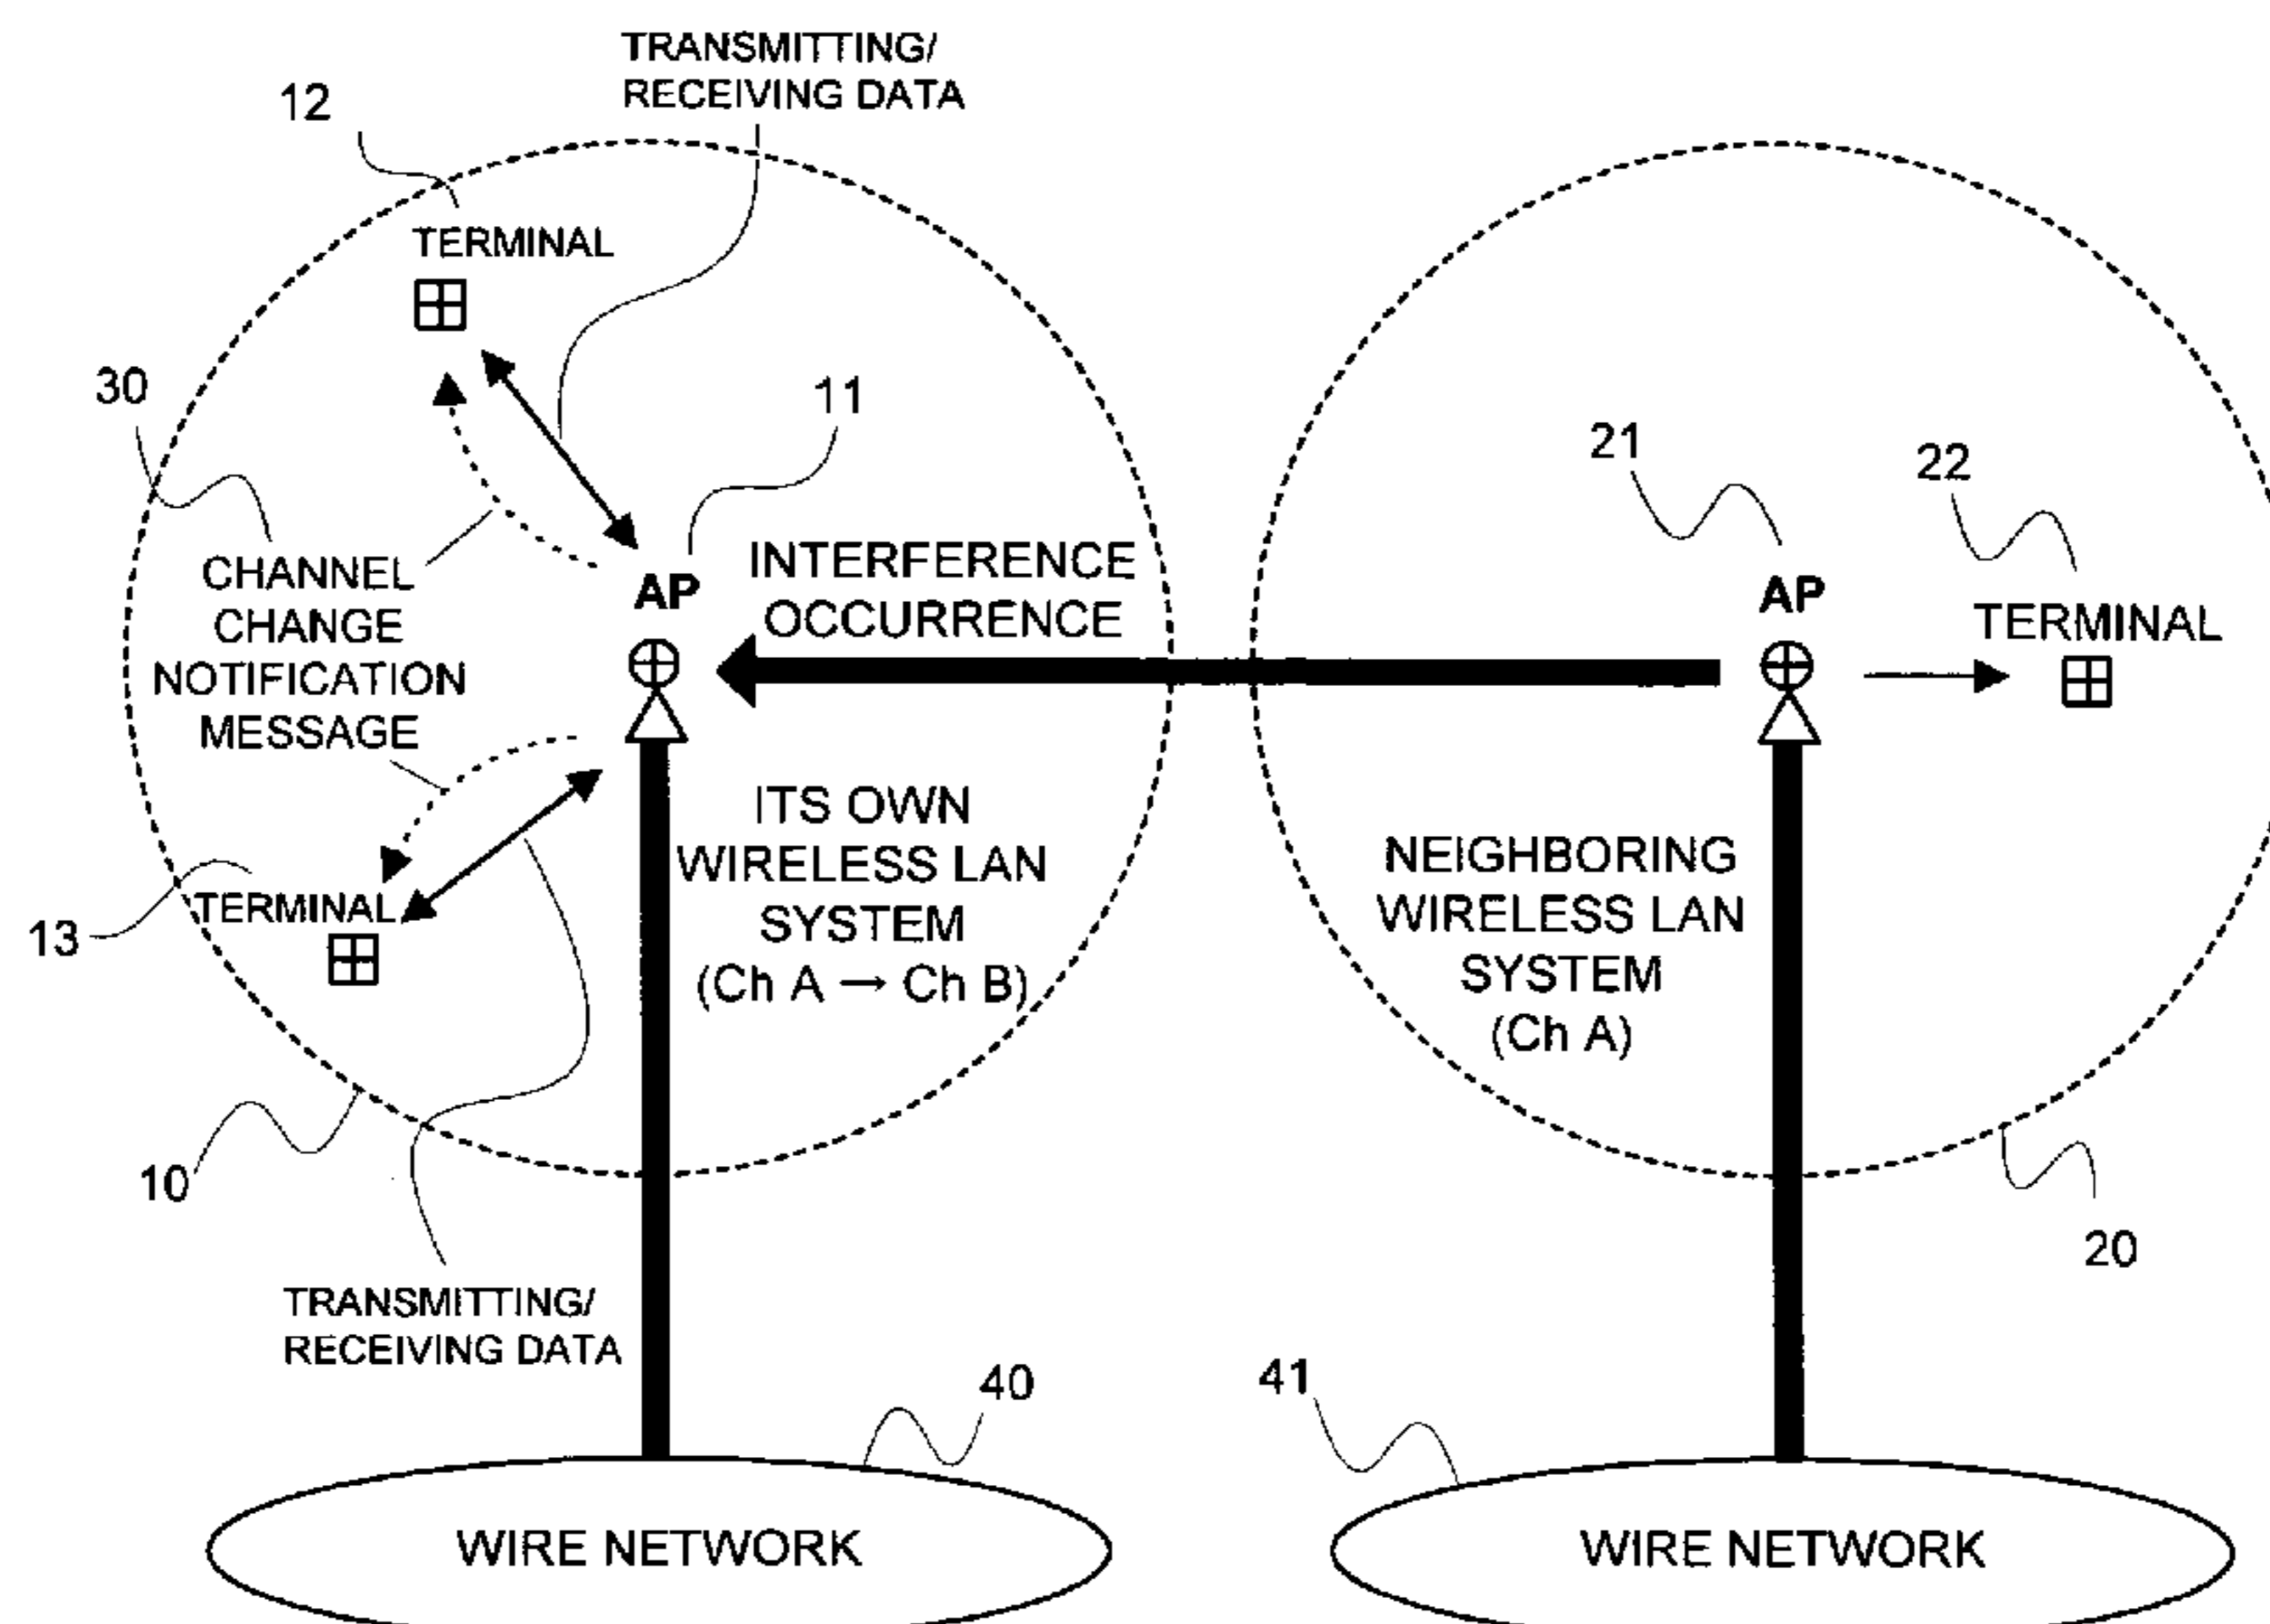 TRANSMITTING/
RECEIVING DATA
12
TERMINAL
30
11
CHANNEL
CHANGE
NOTIFICATION
MESSAGE
AP
INTERFERENCE
OCCURRENCE
21
22
AP
TERMINAL
ITS OWN
WIRELESS LAN
SYSTEM
(Ch A → Ch B)
NEIGHBORING
WIRELESS LAN
SYSTEM
(Ch A)
TERMINAL
13
10
20
TRANSMITTING/
RECEIVING DATA
40
41
WIRE NETWORK
WIRE NETWORK